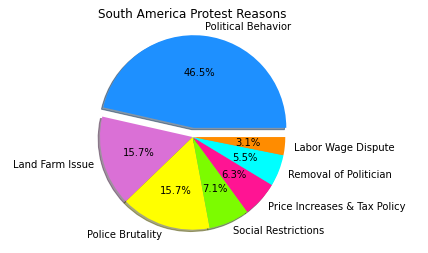 South America Protest Reasons
Political Behavior
46.5%
Land Farm Issue
15.7%
Police Brutality
15.7%
Social Restrictions
7.1%
Price Increases & Tax Policy
6.3%
Removal of Politician
5.5%
Labor Wage Dispute
3.1%